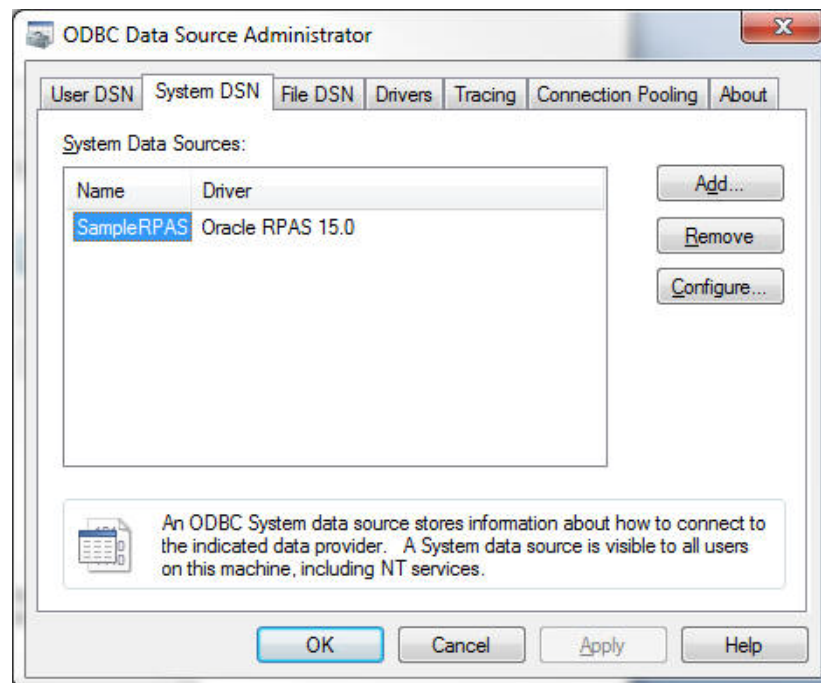 ODBC Data Source Administrator
User DSN System DSN File DSN Drivers Tracing Connection Pooling About
System Data Sources:
Name Driver
SampleRPAS Oracle RPAS 15.0
Add...
Remove
Configure...
An ODBC System data source stores information about how to connect to
the indicated data provider. A System data source is visible to all users
on this machine, including NT services.
OK Cancel Apply Help